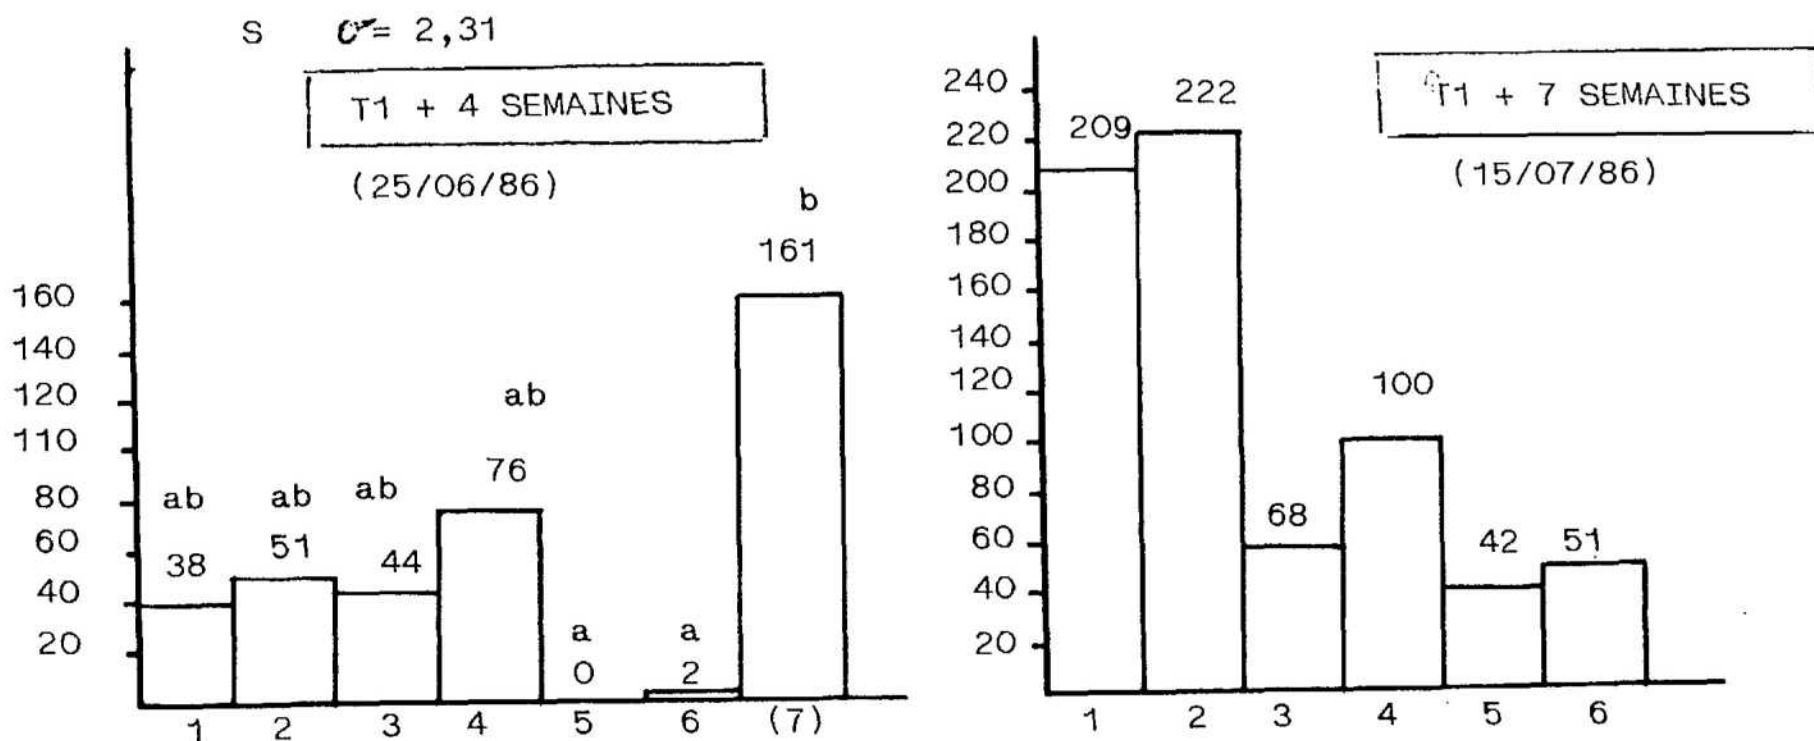 S σ= 2,31
T1 + 4 SEMAINES
(25/06/86)
b
161
160
140
120
ab
110
76
80
ab
ab
ab
60
38
51
44
40
20
a
a
0
2
1 2 3 4 5 6 (7)
T1 + 7 SEMAINES
(15/07/86)
240
222
209
220
200
180
160
140
120
100
100
80
68
60
42
51
40
20
1 2 3 4 5 6